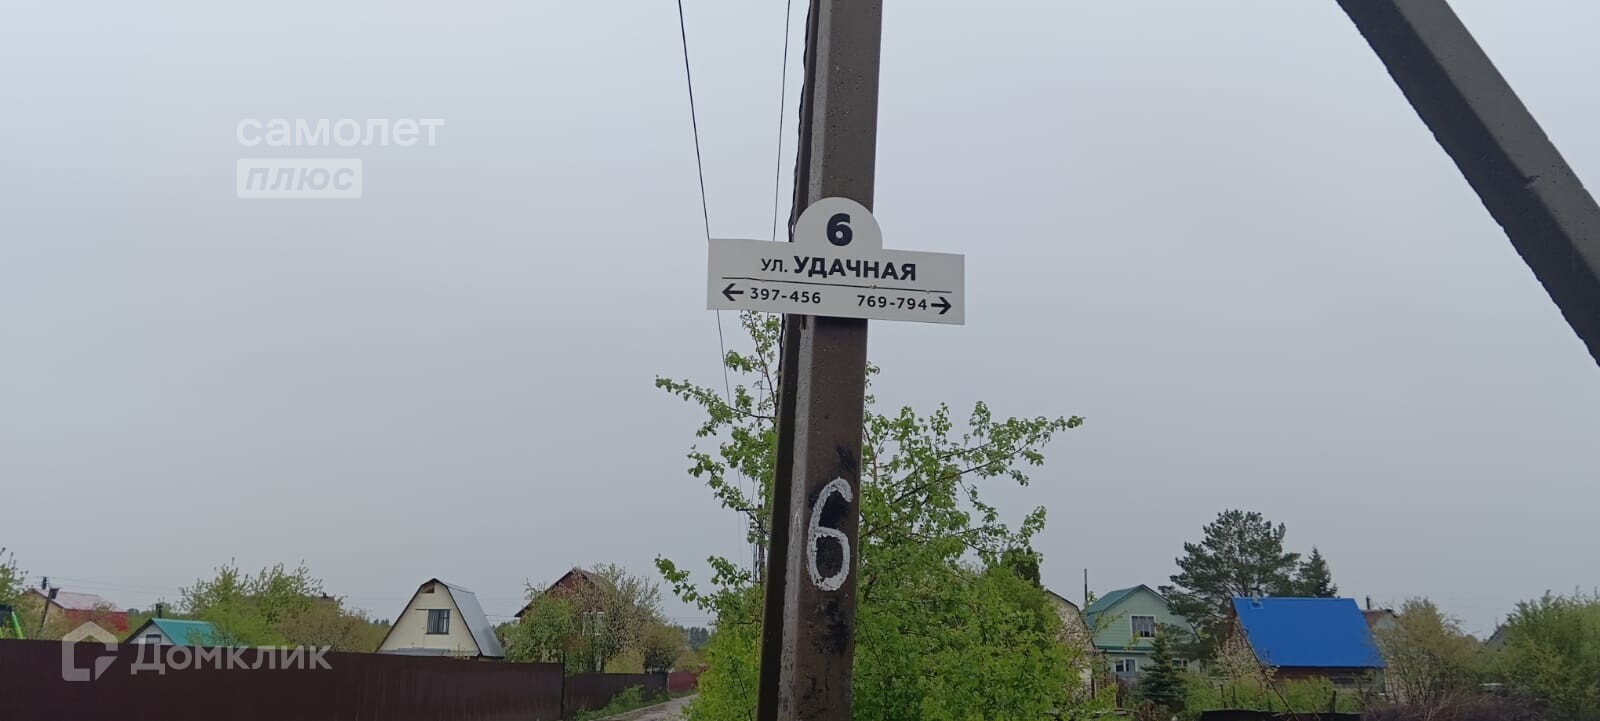 самолет
плюс
6
ул. УДАЧНАЯ
← 397-456 769-794 →
6
Домклик